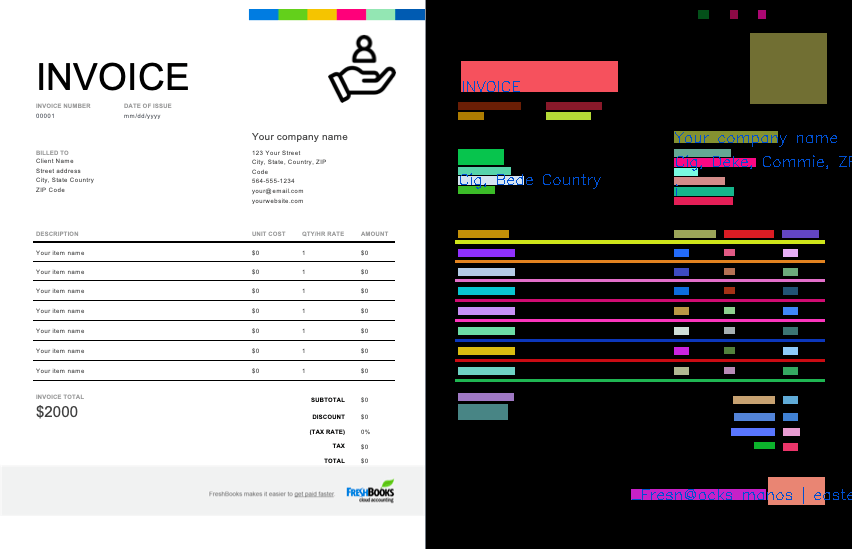 INVOICE
INVOICE NUMBER DATE OF ISSUE
00001 mm/dd/yyyy
Your company name
BILLED TO 123 Your Street
Client Name City, State, Country, ZIP
Street address Code
City, State, Country 564-555-1234
ZIP Code your@email.com
yourwebsite.com
DESCRIPTION UNIT COST QTY/HR RATE AMOUNT
Your item name $0 1 $0
Your item name $0 1 $0
Your item name $0 1 $0
Your item name $0 1 $0
Your item name $0 1 $0
Your item name $0 1 $0
Your item name $0 1 $0
INVOICE TOTAL
$2000
SUBTOTAL $0
DISCOUNT $0
(TAX RATE) 0%
TAX $0
TOTAL $0
FreshBooks makes it easier to get paid faster.
FRESHBOOKS
cloud accounting
INVOICE
Your company name
Cig, Reke, Commie, ZF
Cig, Bede Country
Fresn@ooks manos | easte